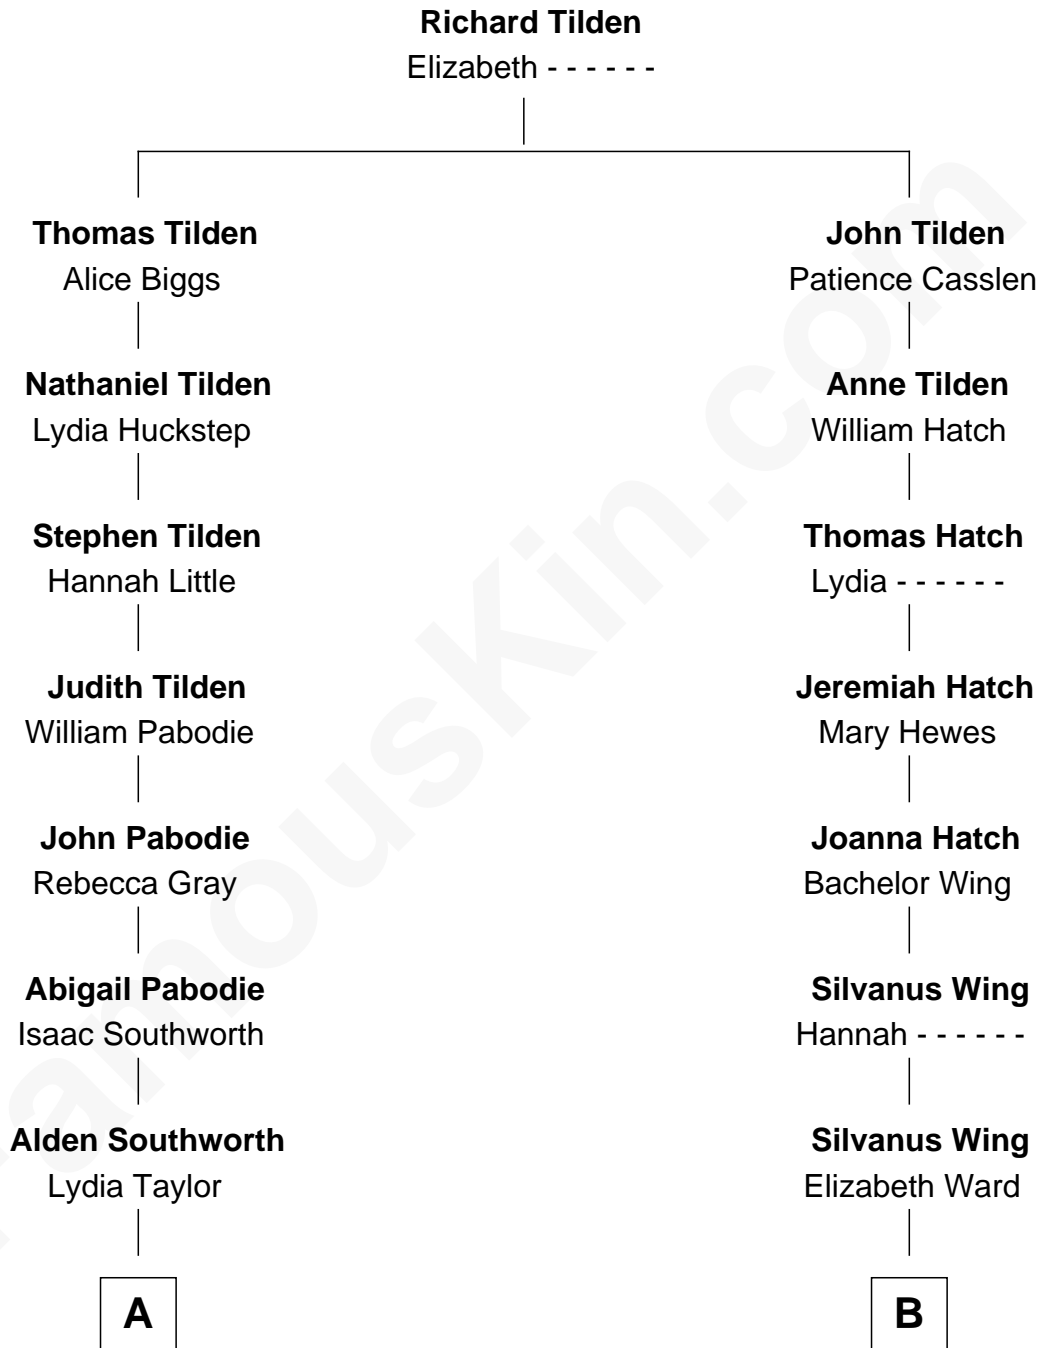 Richard Tilden
Elizabeth - - - - - -
Thomas Tilden
Alice Biggs
John Tilden
Patience Casslen
Nathaniel Tilden
Lydia Huckstep
Anne Tilden
William Hatch
Stephen Tilden
Hannah Little
Thomas Hatch
Lydia - - - - - -
Judith Tilden
William Pabodie
Jeremiah Hatch
Mary Hewes
John Pabodie
Rebecca Gray
Joanna Hatch
Bachelor Wing
Abigail Pabodie
Isaac Southworth
Silvanus Wing
Hannah - - - - - -
Alden Southworth
Lydia Taylor
Silvanus Wing
Elizabeth Ward
A
B
FamousKin.com